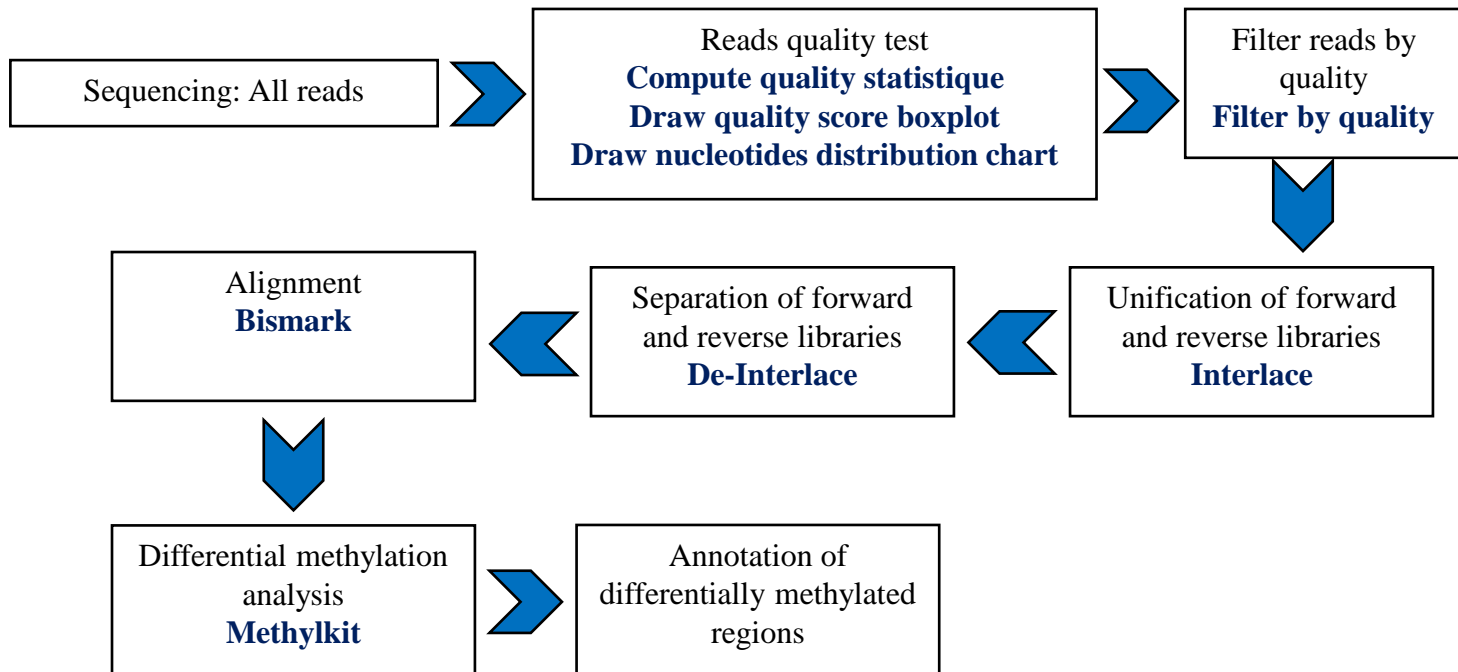 Sequencing: All reads
Reads quality test
Compute quality statistique
Draw quality score boxplot
Draw nucleotides distribution chart
Filter reads by
quality
Filter by quality
Unification of forward
and reverse libraries
Interlace
Separation of forward
and reverse libraries
De-Interlace
Alignment
Bismark
Differential methylation
analysis
Methylkit
Annotation of
differentially methylated
regions